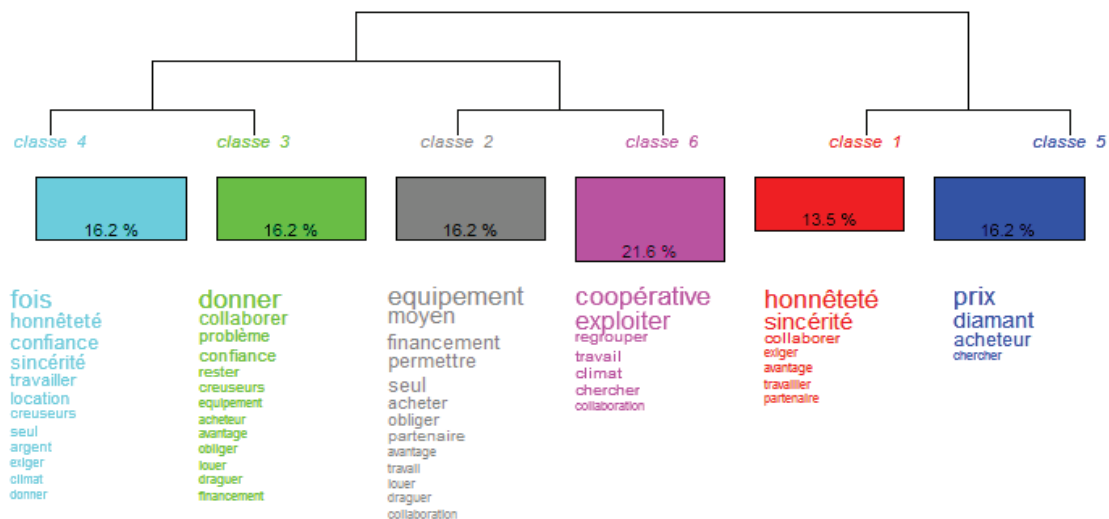 classe 4
classe 3
classe 2
classe 6
classe 1
classe 5
16.2 %
16.2 %
16.2 %
21.6 %
13.5 %
16.2 %
fois
honnêteté
confiance
sincérité
travailler
location
creuseurs
seul
argent
exiger
climat
donner
donner
collaborer
problème
confiance
rester
creuseurs
equipement
acheteur
avantage
obliger
louer
draguer
financement
equipement
moyen
financement
permettre
seul
acheter
obliger
partenaire
avantage
travail
louer
draguer
collaboration
coopérative
exploiter
regrouper
travail
climat
chercher
collaboration
honnêteté
sincérité
collaborer
exiger
avantage
travailler
partenaire
prix
diamant
acheteur
chercher